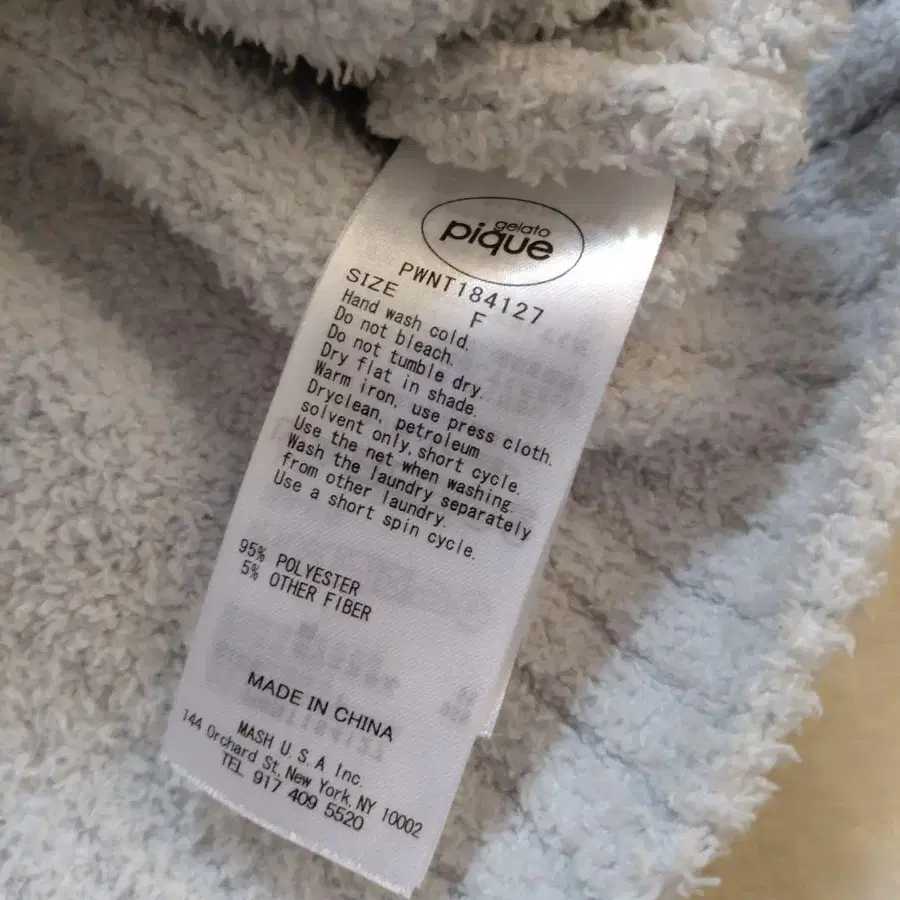 gelato
pique
PWNT184127
SIZE F
Hand wash cold.
Do not bleach.
Do not tumble dry.
Dry flat in shade.
Warm iron, use press cloth.
Dryclean, petroleum
solvent only, short cycle.
Use the net when washing.
Wash the laundry separately
from other laundry.
Use a short spin cycle.
95% POLYESTER
5% OTHER FIBER
MADE IN CHINA
MASH U.S.A Inc.
144 Orchard St, New York, NY 10002
TEL 917 409 5520